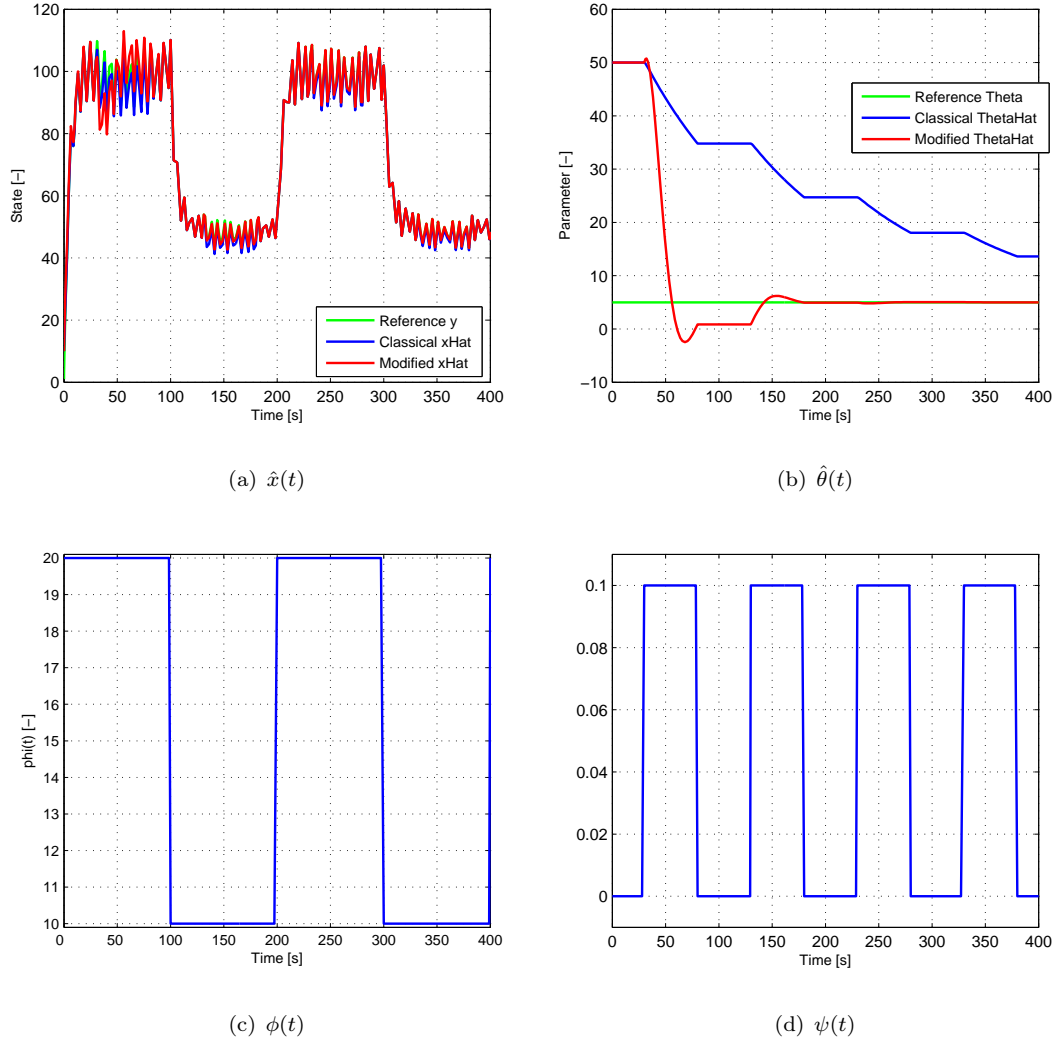 120
100
80
60
40
20
0
State [−]
0 50 100 150 200 250 300 350 400
Time [s]
Reference y
Classical xHat
Modified xHat
(a) x̂(t)
60
50
40
30
20
10
0
−10
Parameter [−]
0 50 100 150 200 250 300 350 400
Time [s]
Reference Theta
Classical ThetaHat
Modified ThetaHat
(b) θ̂(t)
20
19
18
17
16
15
14
13
12
11
10
phi(t) [−]
0 50 100 150 200 250 300 350 400
Time [s]
(c) ϕ(t)
0.1
0.08
0.06
0.04
0.02
0
0 50 100 150 200 250 300 350 400
Time [s]
(d) ψ(t)